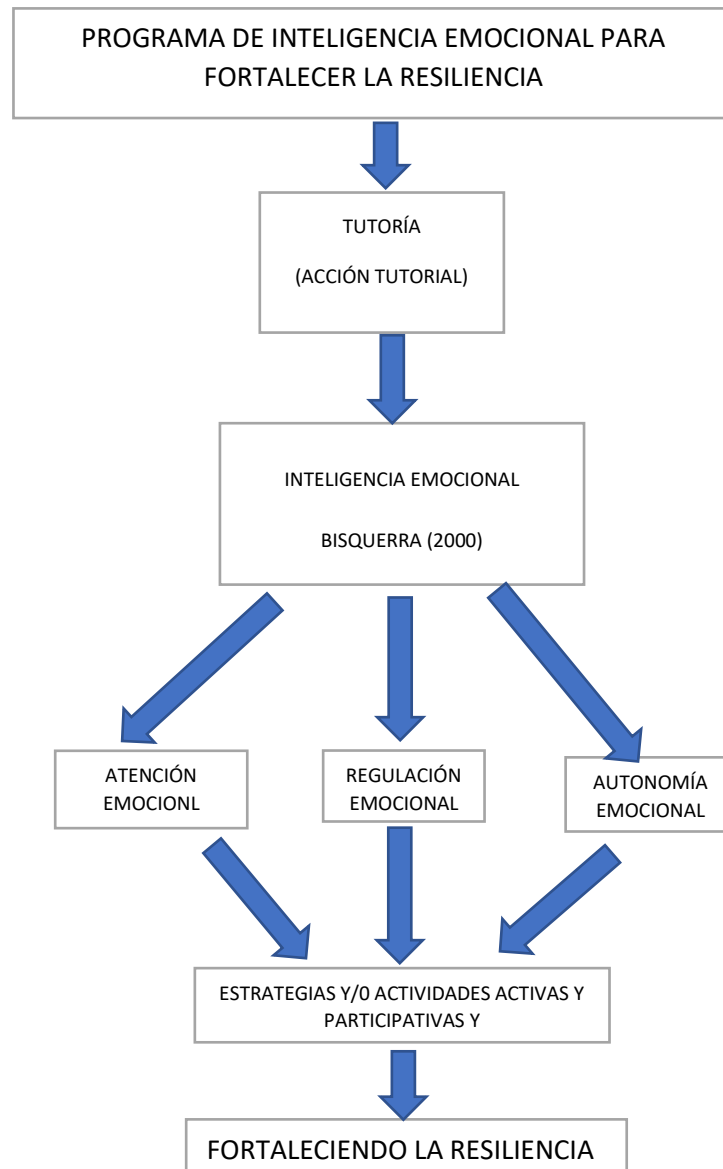 PROGRAMA DE INTELIGENCIA EMOCIONAL PARA
FORTALECER LA RESILIENCIA
TUTORÍA
(ACCIÓN TUTORIAL)
INTELIGENCIA EMOCIONAL
BISQUERRA (2000)
ATENCIÓN
EMOCIONL
REGULACIÓN
EMOCIONAL
AUTONOMÍA
EMOCIONAL
ESTRATEGIAS Y/0 ACTIVIDADES ACTIVAS Y
PARTICIPATIVAS Y
FORTALECIENDO LA RESILIENCIA